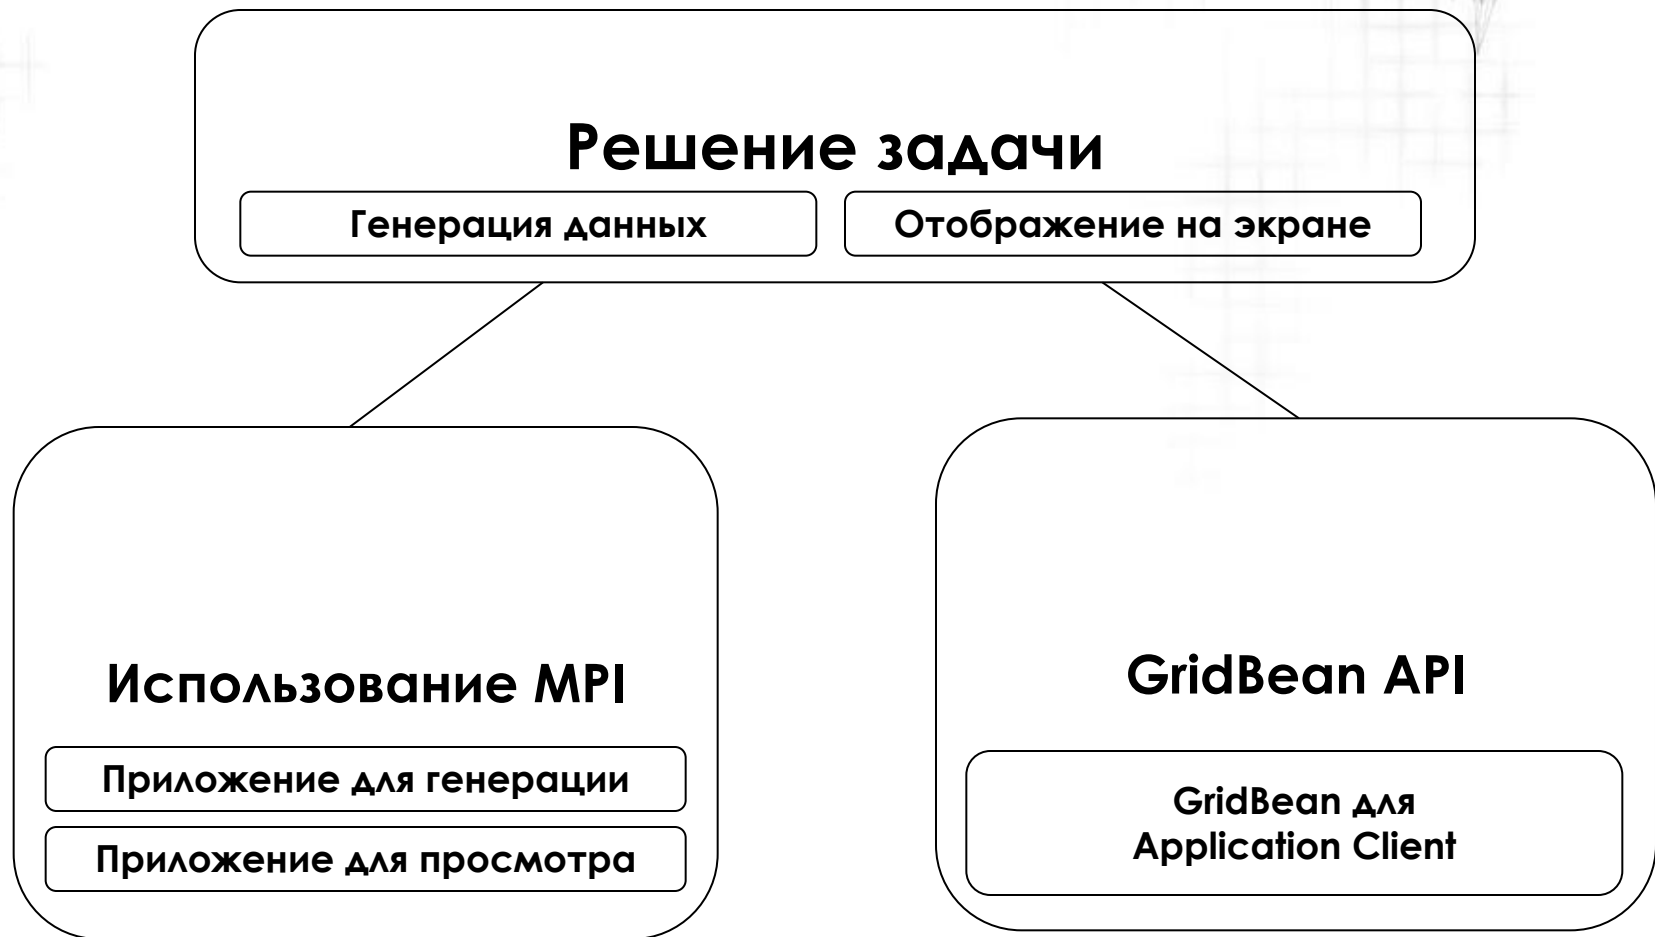 Решение задачи
Генерация данных
Отображение на экране
Использование MPI
Приложение для генерации
Приложение для просмотра
GridBean API
GridBean для
Application Client